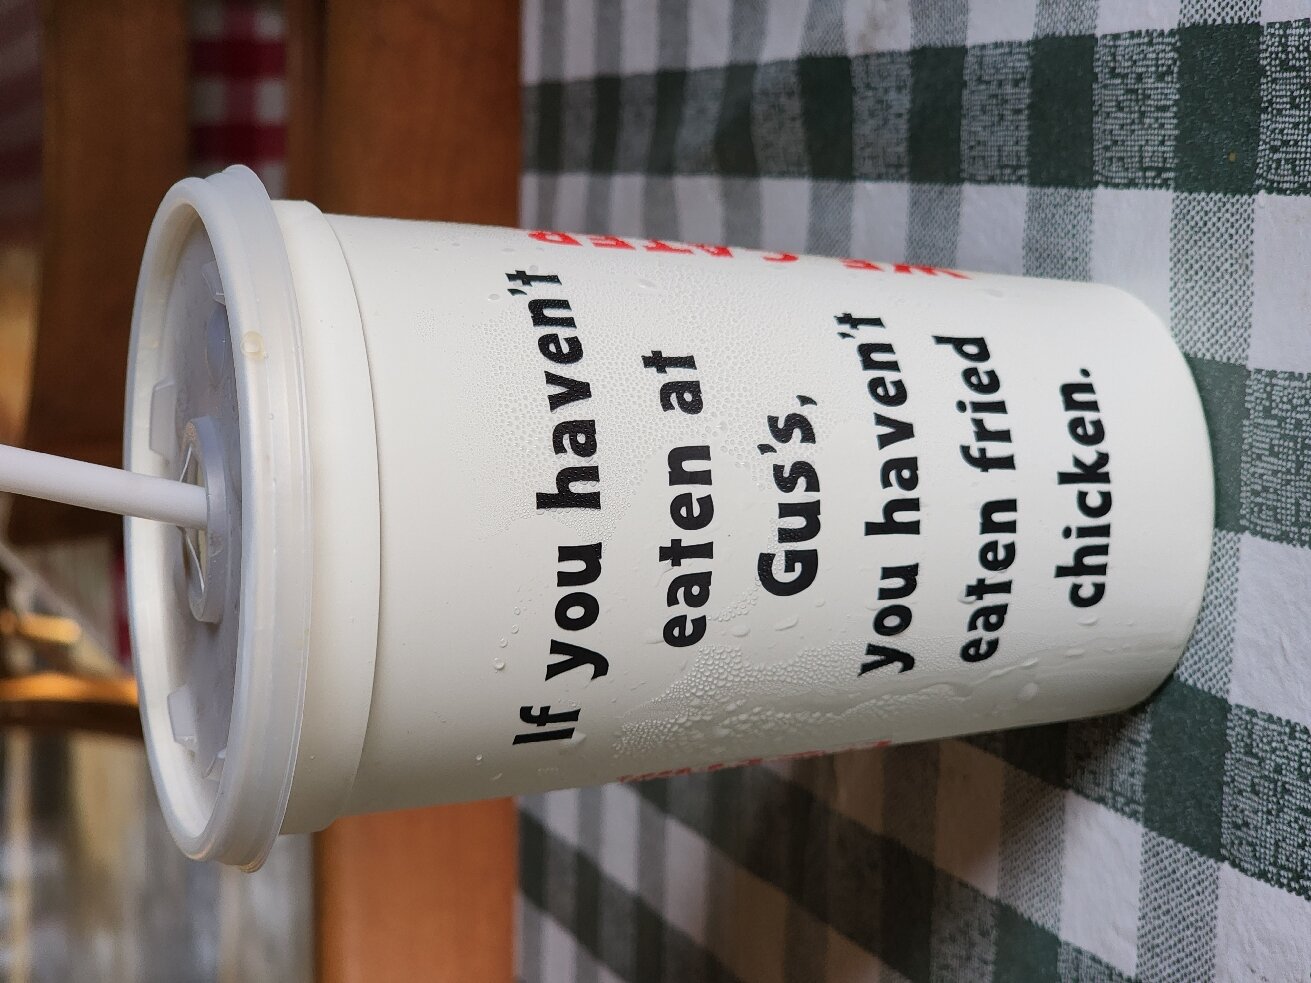 If you haven't
eaten at
Gus's,
you haven't
eaten fried
chicken.